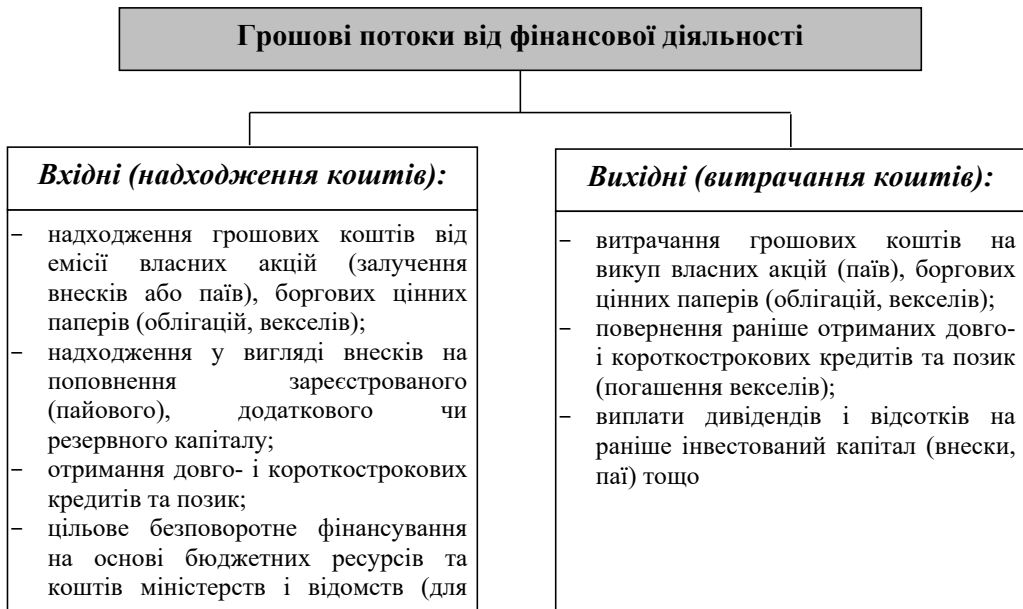 Грошові потоки від фінансової діяльності
Вхідні (надходження коштів):
– надходження грошових коштів від
емісії власних акцій (залучення
внесків або паїв), боргових цінних
паперів (облігацій, векселів);
– надходження у вигляді внесків на
поповнення зареєстрованого
(пайового), додаткового чи
резервного капіталу;
– отримання довго- і короткострокових
кредитів та позик;
– цільове безповоротне фінансування
на основі бюджетних ресурсів та
коштів міністерств і відомств (для
Вихідні (витрачання коштів):
– витрачання грошових коштів на
викуп власних акцій (паїв), боргових
цінних паперів (облігацій, векселів);
– повернення раніше отриманих довго-
і короткострокових кредитів та позик
(погашення векселів);
– виплати дивідендів і відсотків на
раніше інвестований капітал (внески,
паї) тощо